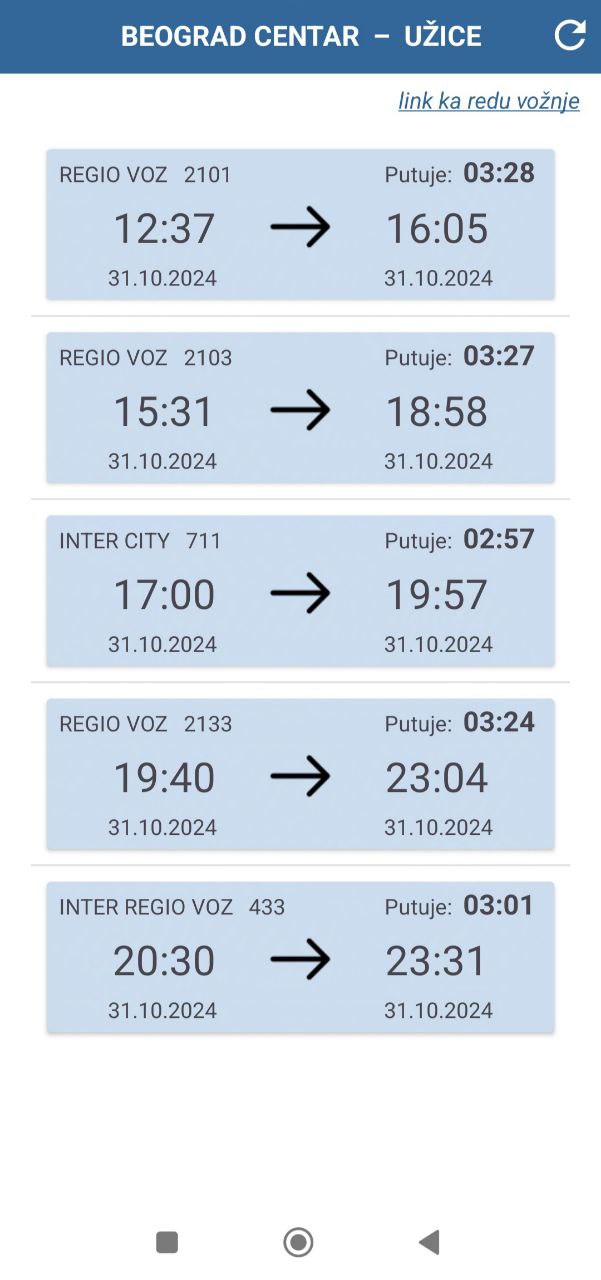 BEOGRAD CENTAR – UŽICE
link ka redu vožnje
REGIO VOZ 2101 Putuje: 03:28
12:37 → 16:05
31.10.2024 31.10.2024
REGIO VOZ 2103 Putuje: 03:27
15:31 → 18:58
31.10.2024 31.10.2024
INTER CITY 711 Putuje: 02:57
17:00 → 19:57
31.10.2024 31.10.2024
REGIO VOZ 2133 Putuje: 03:24
19:40 → 23:04
31.10.2024 31.10.2024
INTER REGIO VOZ 433 Putuje: 03:01
20:30 → 23:31
31.10.2024 31.10.2024